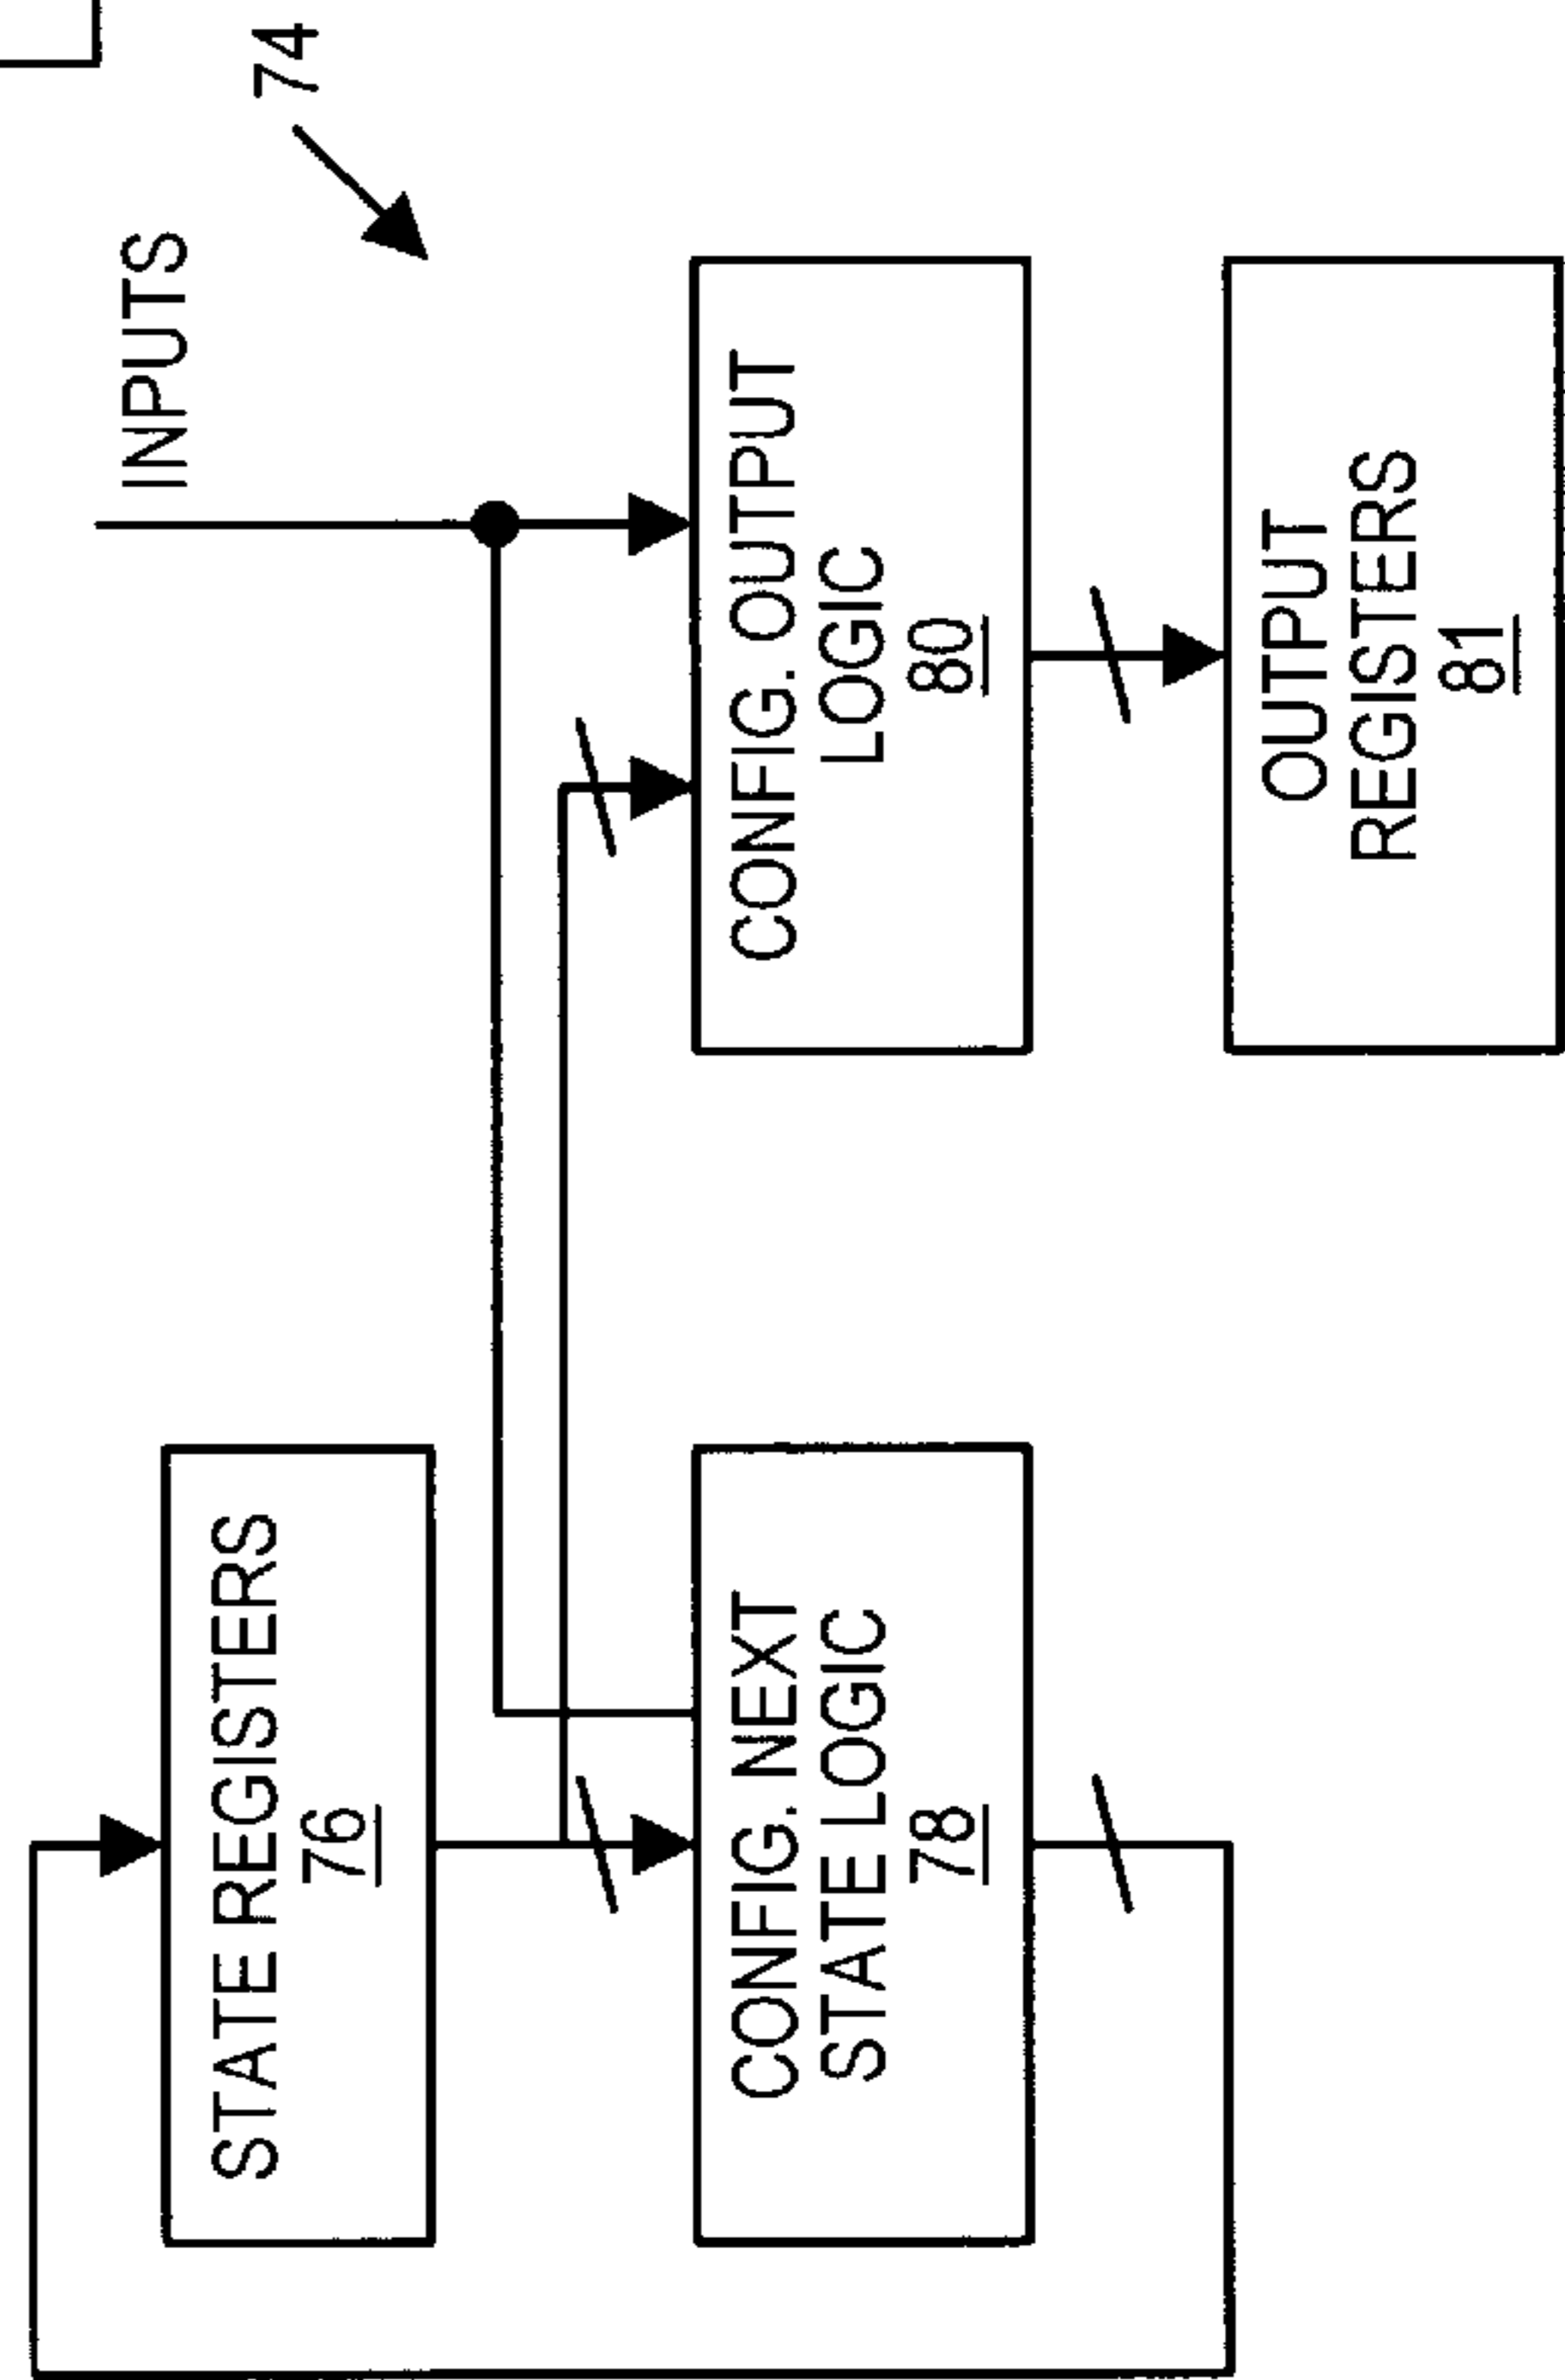 74
INPUTS
STATE REGISTERS
76
CONFIG. NEXT
STATE LOGIC
78
CONFIG. OUTPUT
LOGIC
80
OUTPUT
REGISTERS
81